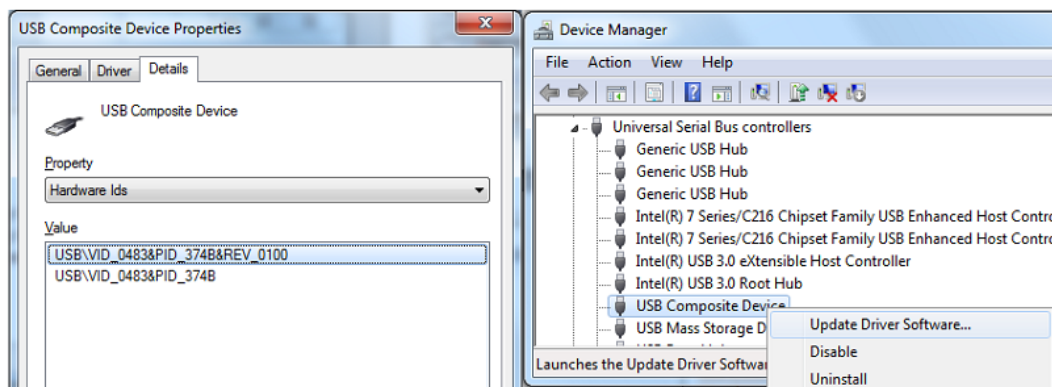 USB Composite Device Properties
General Driver Details
USB Composite Device
Property
Hardware Ids
Value
USB\VID_0483&PID_374B&REV_0100
USB\VID_0483&PID_374B
Device Manager
File Action View Help
Universal Serial Bus controllers
Generic USB Hub
Generic USB Hub
Generic USB Hub
Intel(R) 7 Series/C216 Chipset Family USB Enhanced Host Contro
Intel(R) 7 Series/C216 Chipset Family USB Enhanced Host Contro
Intel(R) USB 3.0 eXtensible Host Controller
Intel(R) USB 3.0 Root Hub
USB Composite Device
USB Mass Storage D
Launches the Update Driver Softwa
Update Driver Software...
Disable
Uninstall